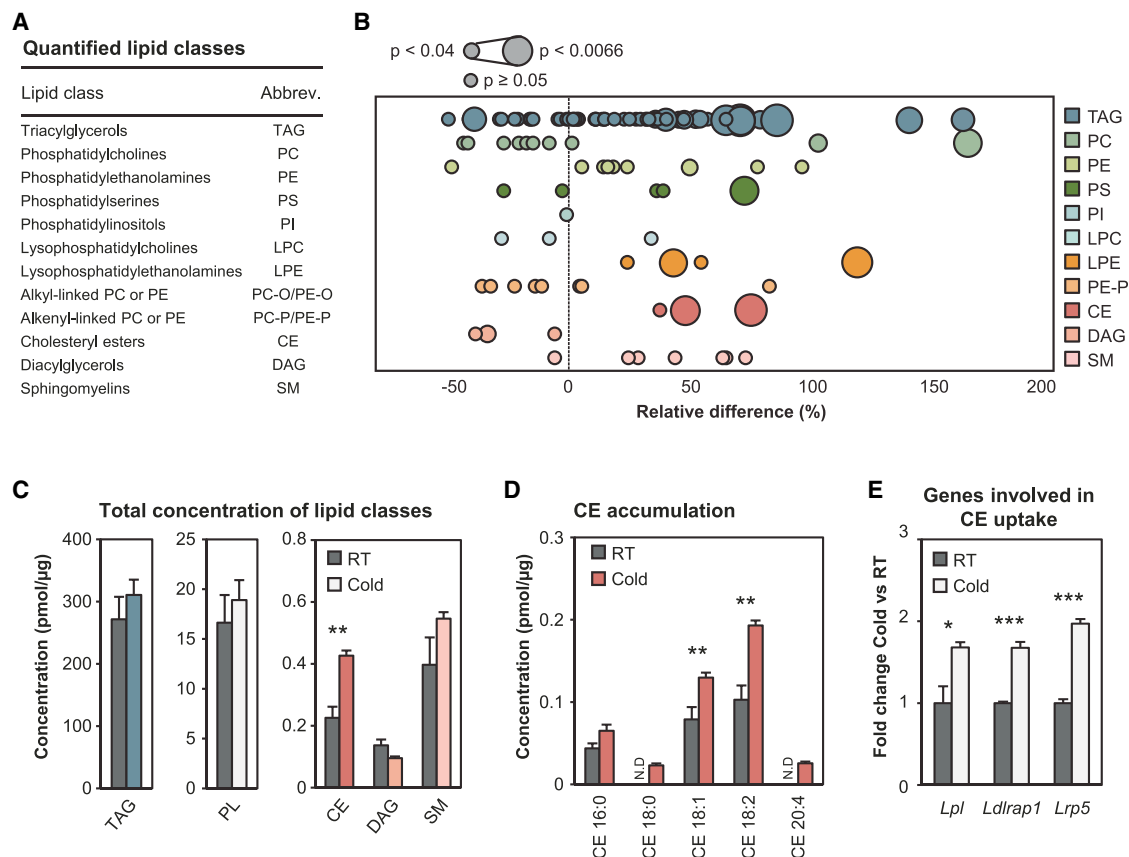 A
Quantified lipid classes
Lipid class Abbrev.
Triacylglycerols TAG
Phosphatidylcholines PC
Phosphatidylethanolamines PE
Phosphatidylserines PS
Phosphatidylinositols PI
Lysophosphatidylcholines LPC
Lysophosphatidylethanolamines LPE
Alkyl-linked PC or PE PC-O/PE-O
Alkenyl-linked PC or PE PC-P/PE-P
Cholesteryl esters CE
Diacylglycerols DAG
Sphingomyelins SM
B
p < 0.04 p < 0.0066
p ≥ 0.05
TAG
PC
PE
PS
PI
LPC
LPE
PE-P
CE
DAG
SM
-50 0 50 100 150 200
Relative difference (%)
C
Total concentration of lipid classes
Concentration (pmol/µg)
400
300
200
100
0
TAG
25
20
15
10
5
0
PL
0.8
0.6
0.4
0.2
0
RT
Cold
**
CE DAG SM
D
CE accumulation
Concentration (pmol/µg)
0.3
0.2
0.1
0
RT
Cold
N.D
**
**
N.D
CE 16:0
CE 18:0
CE 18:1
CE 18:2
CE 20:4
E
Genes involved in
CE uptake
Fold change Cold vs RT
3
2
1
0
RT
Cold
* *** ***
Lpl Ldlrap1 Lrp5